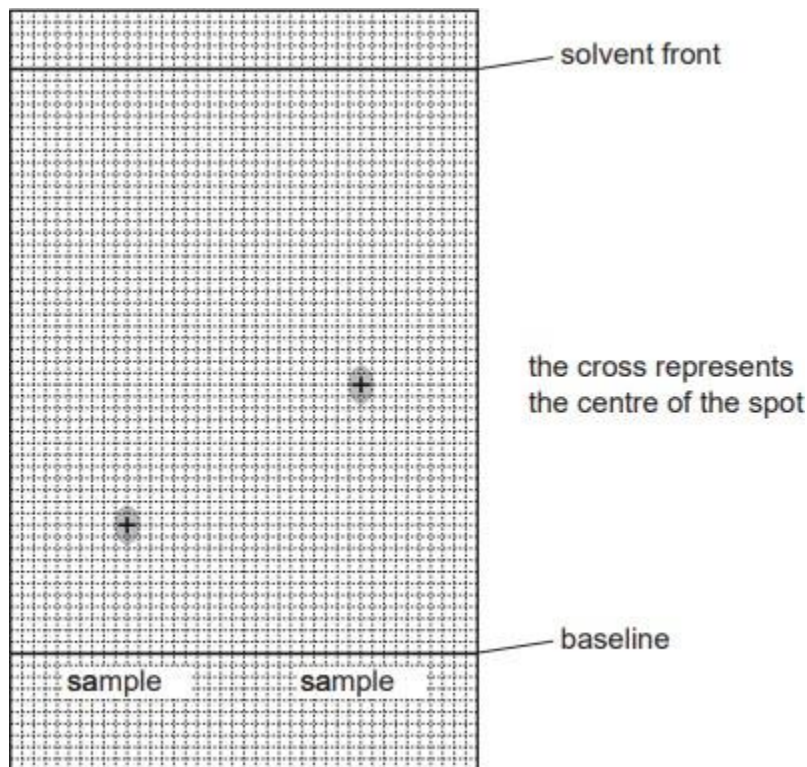 solvent front
the cross represents
the centre of the spot
baseline
sample
sample